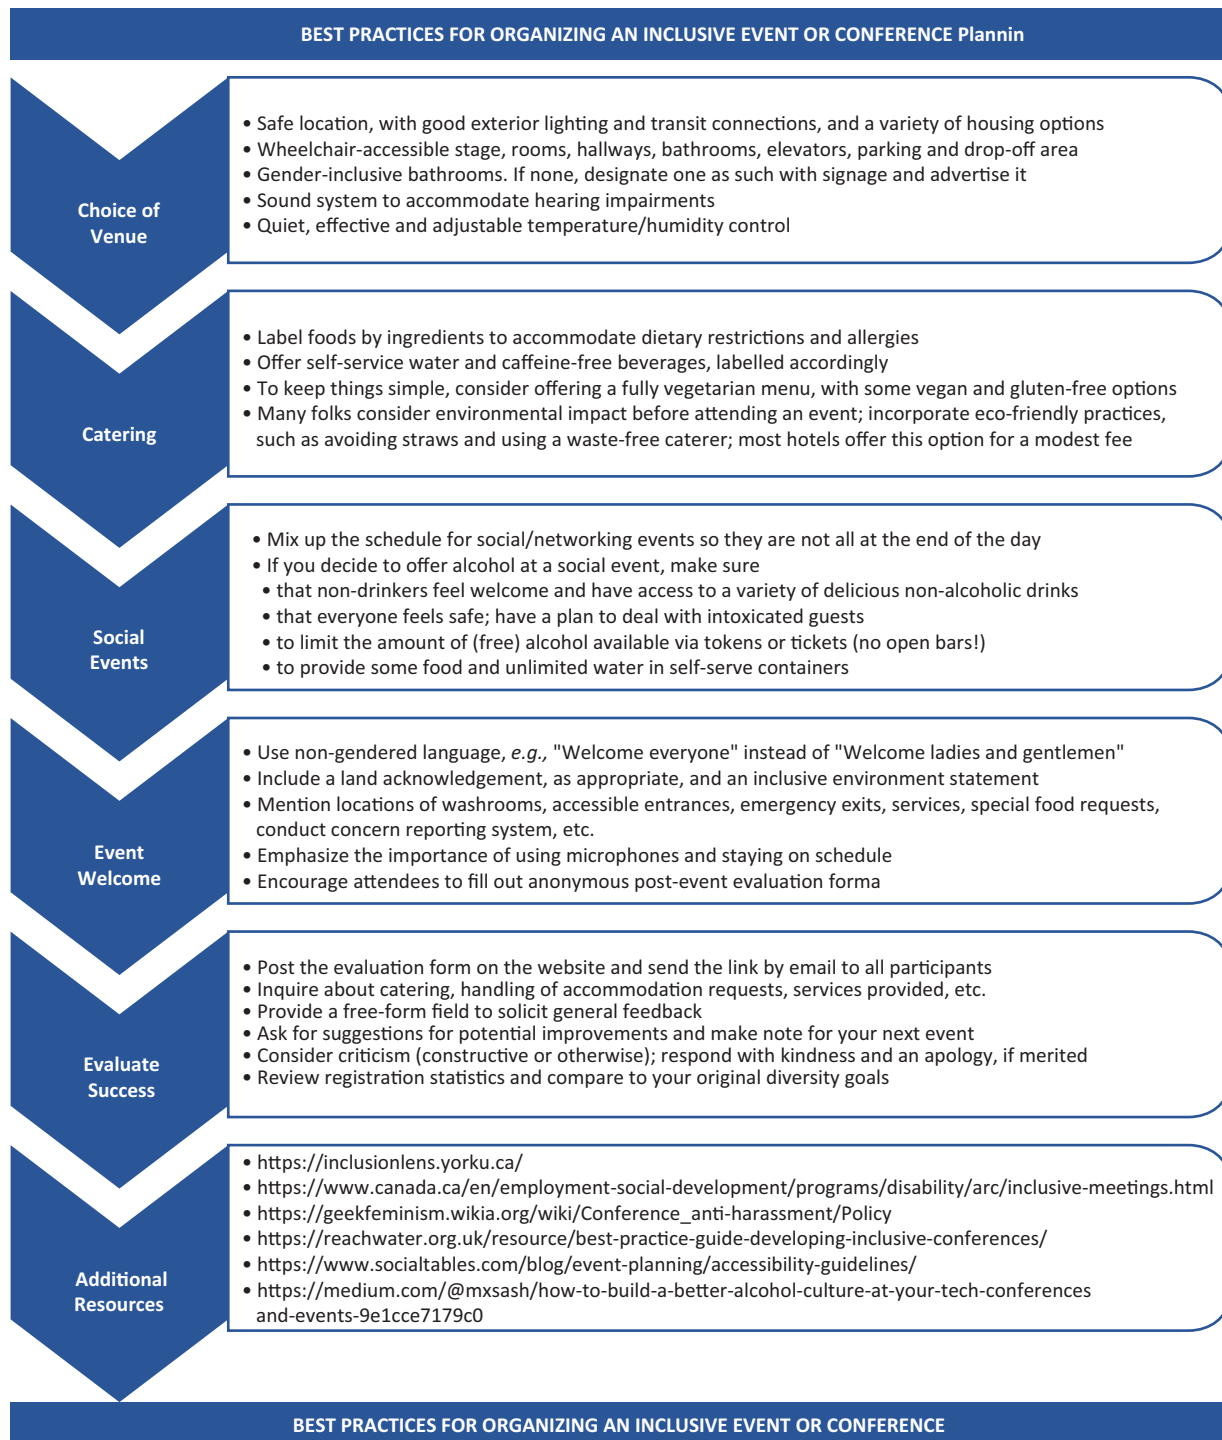 BEST PRACTICES FOR ORGANIZING AN INCLUSIVE EVENT OR CONFERENCE Plannin
Choice of
Venue
• Safe location, with good exterior lighting and transit connections, and a variety of housing options
• Wheelchair-accessible stage, rooms, hallways, bathrooms, elevators, parking and drop-off area
• Gender-inclusive bathrooms. If none, designate one as such with signage and advertise it
• Sound system to accommodate hearing impairments
• Quiet, effective and adjustable temperature/humidity control
Catering
• Label foods by ingredients to accommodate dietary restrictions and allergies
• Offer self-service water and caffeine-free beverages, labelled accordingly
• To keep things simple, consider offering a fully vegetarian menu, with some vegan and gluten-free options
• Many folks consider environmental impact before attending an event; incorporate eco-friendly practices,
such as avoiding straws and using a waste-free caterer; most hotels offer this option for a modest fee
Social
Events
• Mix up the schedule for social/networking events so they are not all at the end of the day
• If you decide to offer alcohol at a social event, make sure
• that non-drinkers feel welcome and have access to a variety of delicious non-alcoholic drinks
• that everyone feels safe; have a plan to deal with intoxicated guests
• to limit the amount of (free) alcohol available via tokens or tickets (no open bars!)
• to provide some food and unlimited water in self-serve containers
Event
Welcome
• Use non-gendered language, e.g., "Welcome everyone" instead of "Welcome ladies and gentlemen"
• Include a land acknowledgement, as appropriate, and an inclusive environment statement
• Mention locations of washrooms, accessible entrances, emergency exits, services, special food requests,
conduct concern reporting system, etc.
• Emphasize the importance of using microphones and staying on schedule
• Encourage attendees to fill out anonymous post-event evaluation forma
Evaluate
Success
• Post the evaluation form on the website and send the link by email to all participants
• Inquire about catering, handling of accommodation requests, services provided, etc.
• Provide a free-form field to solicit general feedback
• Ask for suggestions for potential improvements and make note for your next event
• Consider criticism (constructive or otherwise); respond with kindness and an apology, if merited
• Review registration statistics and compare to your original diversity goals
Additional
Resources
• https://inclusionlens.yorku.ca/
• https://www.canada.ca/en/employment-social-development/programs/disability/arc/inclusive-meetings.html
• https://geekfeminism.wikia.org/wiki/Conference_anti-harassment/Policy
• https://reachwater.org.uk/resource/best-practice-guide-developing-inclusive-conferences/
• https://www.socialtables.com/blog/event-planning/accessibility-guidelines/
• https://medium.com/@mxsash/how-to-build-a-better-alcohol-culture-at-your-tech-conferences
and-events-9e1cce7179c0
BEST PRACTICES FOR ORGANIZING AN INCLUSIVE EVENT OR CONFERENCE